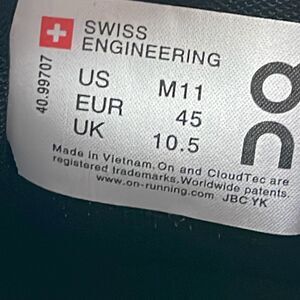 SWISS
ENGINEERING
US M11
EUR 45
UK 10.5
40.99707
on
Made in Vietnam. On and CloudTec are
registered trademarks. Worldwide patents.
www.on-running.com JBC YK